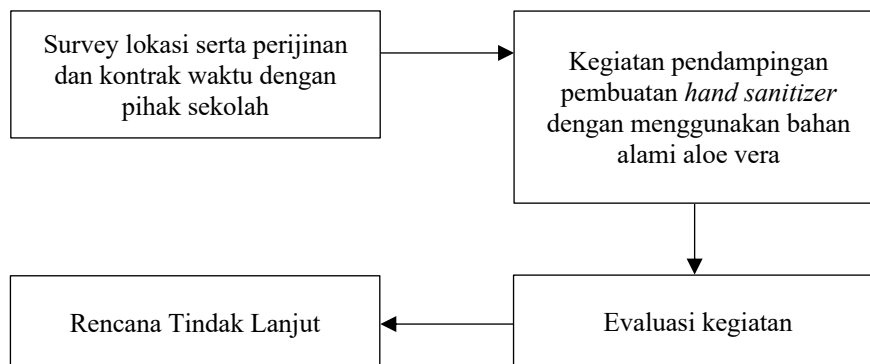 Survey lokasi serta perijinan
dan kontrak waktu dengan
pihak sekolah
Kegiatan pendampingan
pembuatan hand sanitizer
dengan menggunakan bahan
alami aloe vera
Evaluasi kegiatan
Rencana Tindak Lanjut